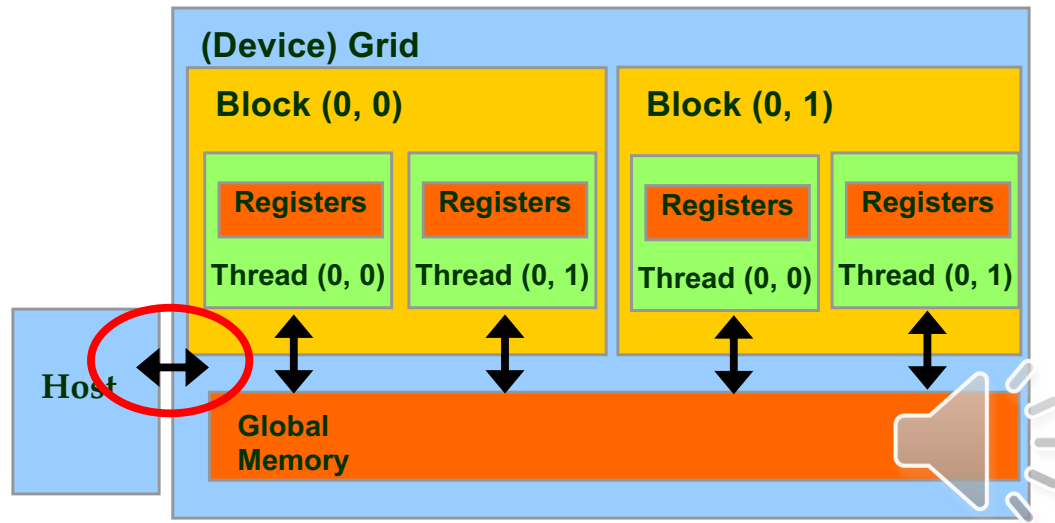 (Device) Grid
Block (0, 0)
Block (0, 1)
Registers
Registers
Registers
Registers
Thread (0, 0)
Thread (0, 1)
Thread (0, 0)
Thread (0, 1)
Host
Global
Memory